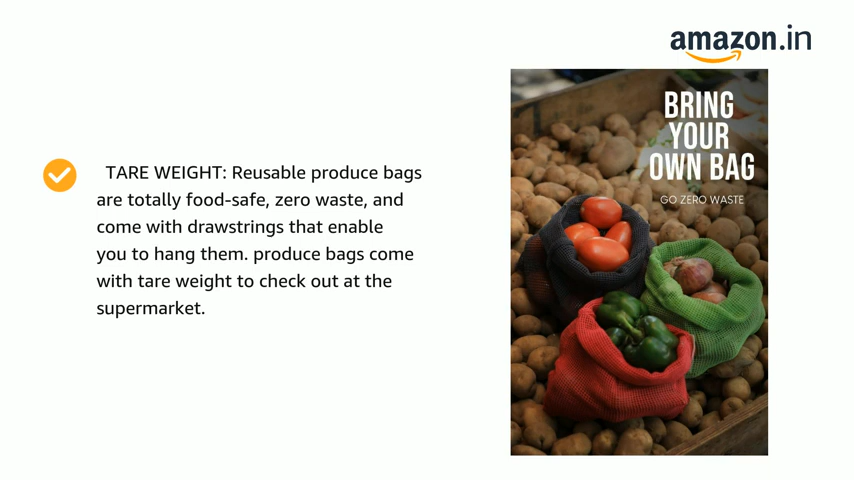 amazon.in
TARE WEIGHT: Reusable produce bags
are totally food-safe, zero waste, and
come with drawstrings that enable
you to hang them. produce bags come
with tare weight to check out at the
supermarket.
BRING
YOUR
OWN BAG
GO ZERO WASTE